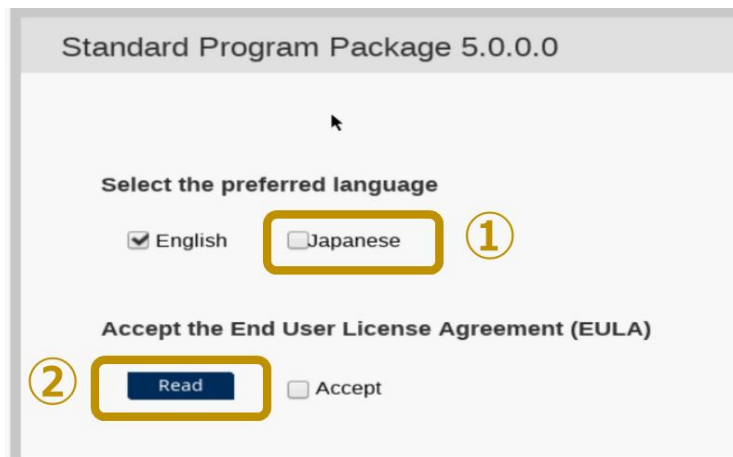 Standard Program Package 5.0.0.0
Select the preferred language
English Japanese ①
Accept the End User License Agreement (EULA)
② Read Accept